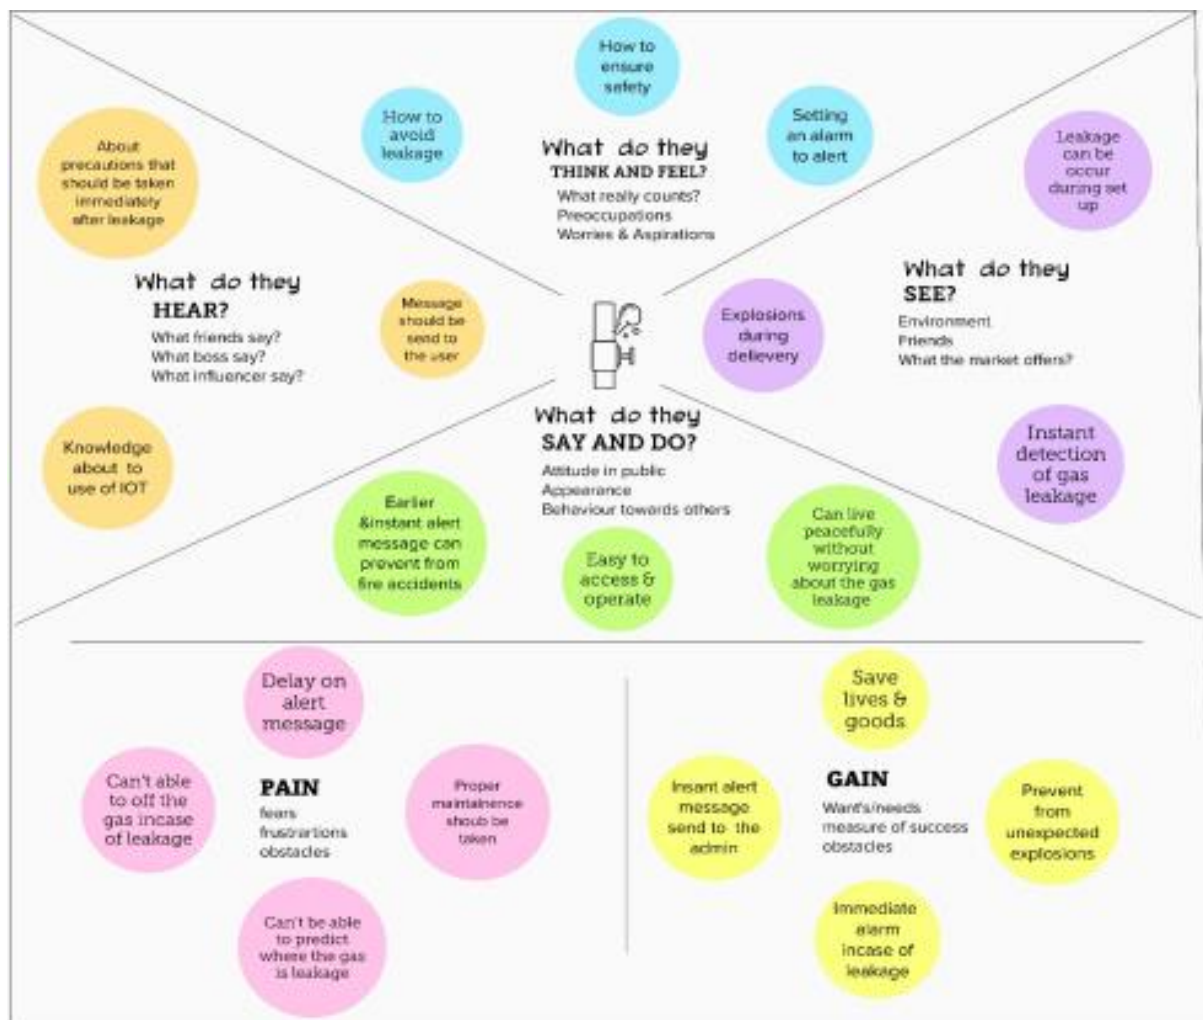 How to
ensure
safety
How to
avoid
leakage
Setting
an alarm
to alert
What do they
THINK AND FEEL?
What really counts?
Preoccupations
Worries & Aspirations
About
precautions that
should be taken
immediately
after leakage
What do they
HEAR?
What friends say?
What boss say?
What influencer say?
Message
should be
send to
the user
Knowledge
about to
use of IOT
Leakage
can be
occur
during set
up
What do they
SEE?
Environment
Friends
What the market offers?
Explosions
during
delievery
Instant
detection
of gas
leakage
What do they
SAY AND DO?
Attitude in public
Appearance
Behaviour towards others
Earlier
&instant alert
message can
prevent from
fire accidents
Easy to
access &
operate
Can live
peacefully
without
worrying
about the gas
leakage
Delay on
alert
message
Can't able
to off the
gas incase
of leakage
PAIN
fears
frustrartions
obstacles
Proper
maintainence
shoub be
taken
Can't be able
to predict
where the gas
is leakage
Save
lives &
goods
Insant alert
message
send to the
admin
GAIN
Want's/needs
measure of success
obstacles
Prevent
from
unexpected
explosions
Immediate
alarm
incase of
leakage